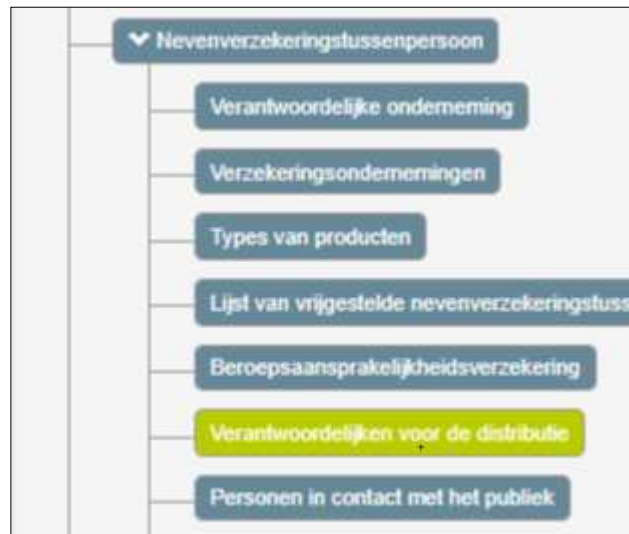 Nevenverzekeringstussenpersoon
Verantwoordelijke onderneming
Verzekeringsondernemingen
Types van producten
Lijst van vrijgestelde nevenverzekeringstuss
Beroepsaansprakelijkheidsverzekering
Verantwoordelijken voor de distributie
Personen in contact met het publiek